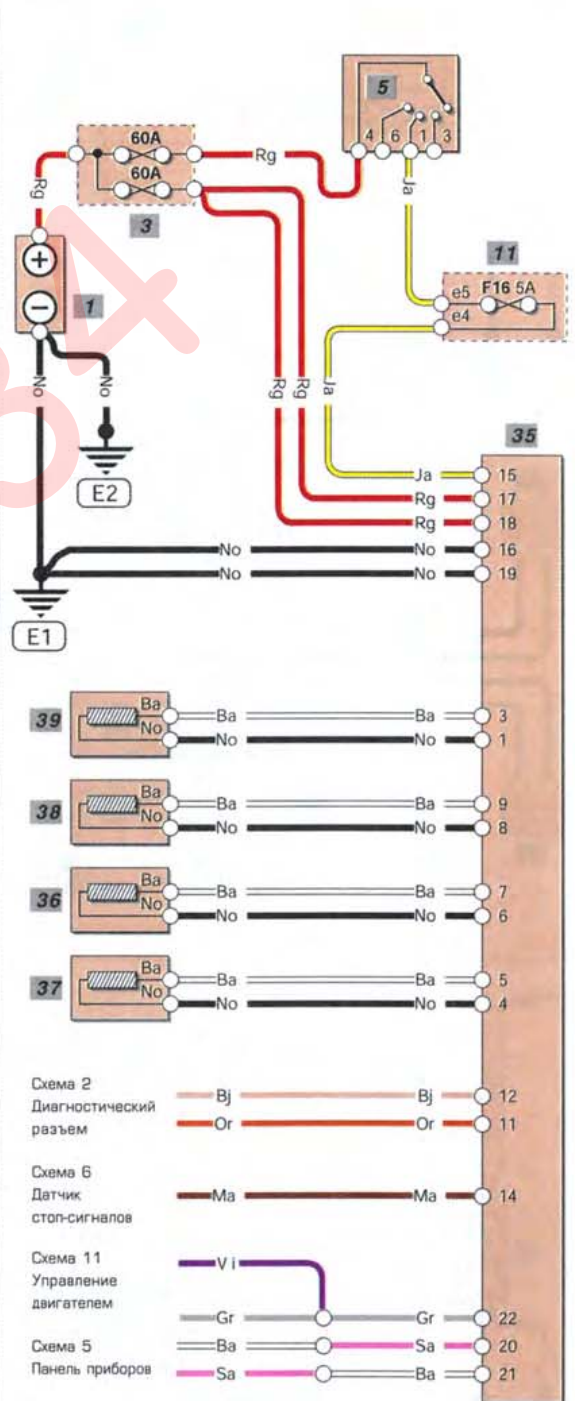 5
4 6 1 3
60A
Rg
60A
Rg
3
Ja
11
+
e5 F16 5A
−
1
e4
No
No
Rg
Rg
Ja
35
E2
Ja 15
Rg 17
Rg 18
No No 16
No No 19
E1
39
Ba Ba Ba 3
No No No 1
38
Ba Ba Ba 9
No No No 8
36
Ba Ba Ba 7
No No No 6
37
Ba Ba Ba 5
No No No 4
Схема 2
Диагностический
разъем
Bj Bj 12
Or Or 11
Схема 6
Датчик
стоп-сигналов
Ma Ma 14
Схема 11
Управление
двигателем
Vi
Gr Gr 22
Схема 5
Панель приборов
Ba Sa 20
Sa Ba 21